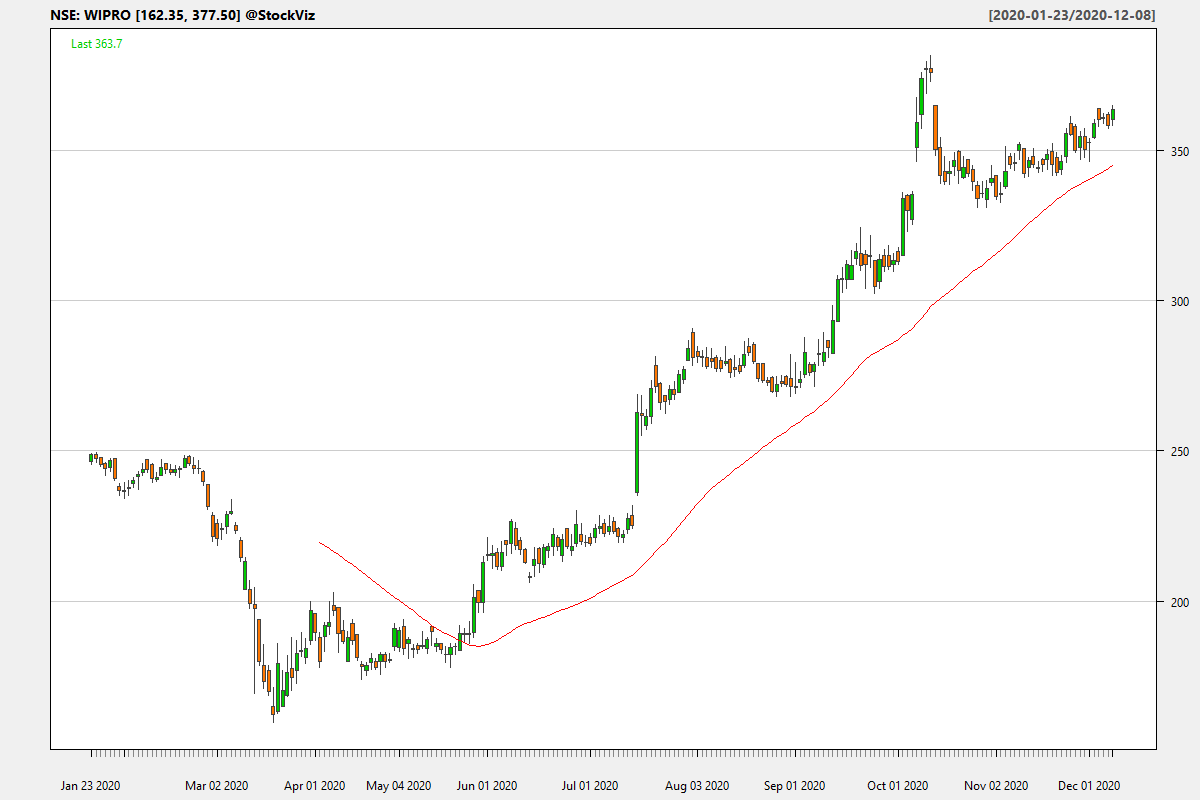 NSE: WIPRO [162.35, 377.50] @StockViz
[2020-01-23/2020-12-08]
Last 363.7
350
300
250
200
Jan 23 2020
Mar 02 2020
Apr 01 2020
May 04 2020
Jun 01 2020
Jul 01 2020
Aug 03 2020
Sep 01 2020
Oct 01 2020
Nov 02 2020
Dec 01 2020